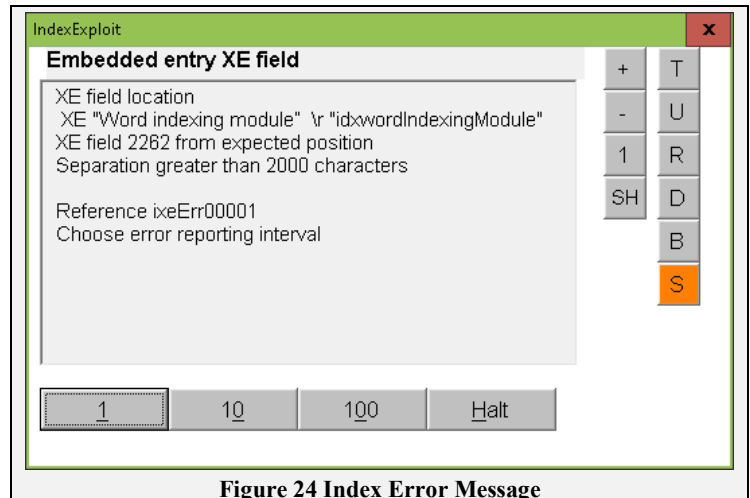 IndexExploit
x
Embedded entry XE field
XE field location
XE "Word indexing module" \r "idxwordIndexingModule"
XE field 2262 from expected position
Separation greater than 2000 characters
Reference ixeErr00001
Choose error reporting interval
+
-
1
SH
T
U
R
D
B
S
1
10
100
Halt
Figure 24 Index Error Message